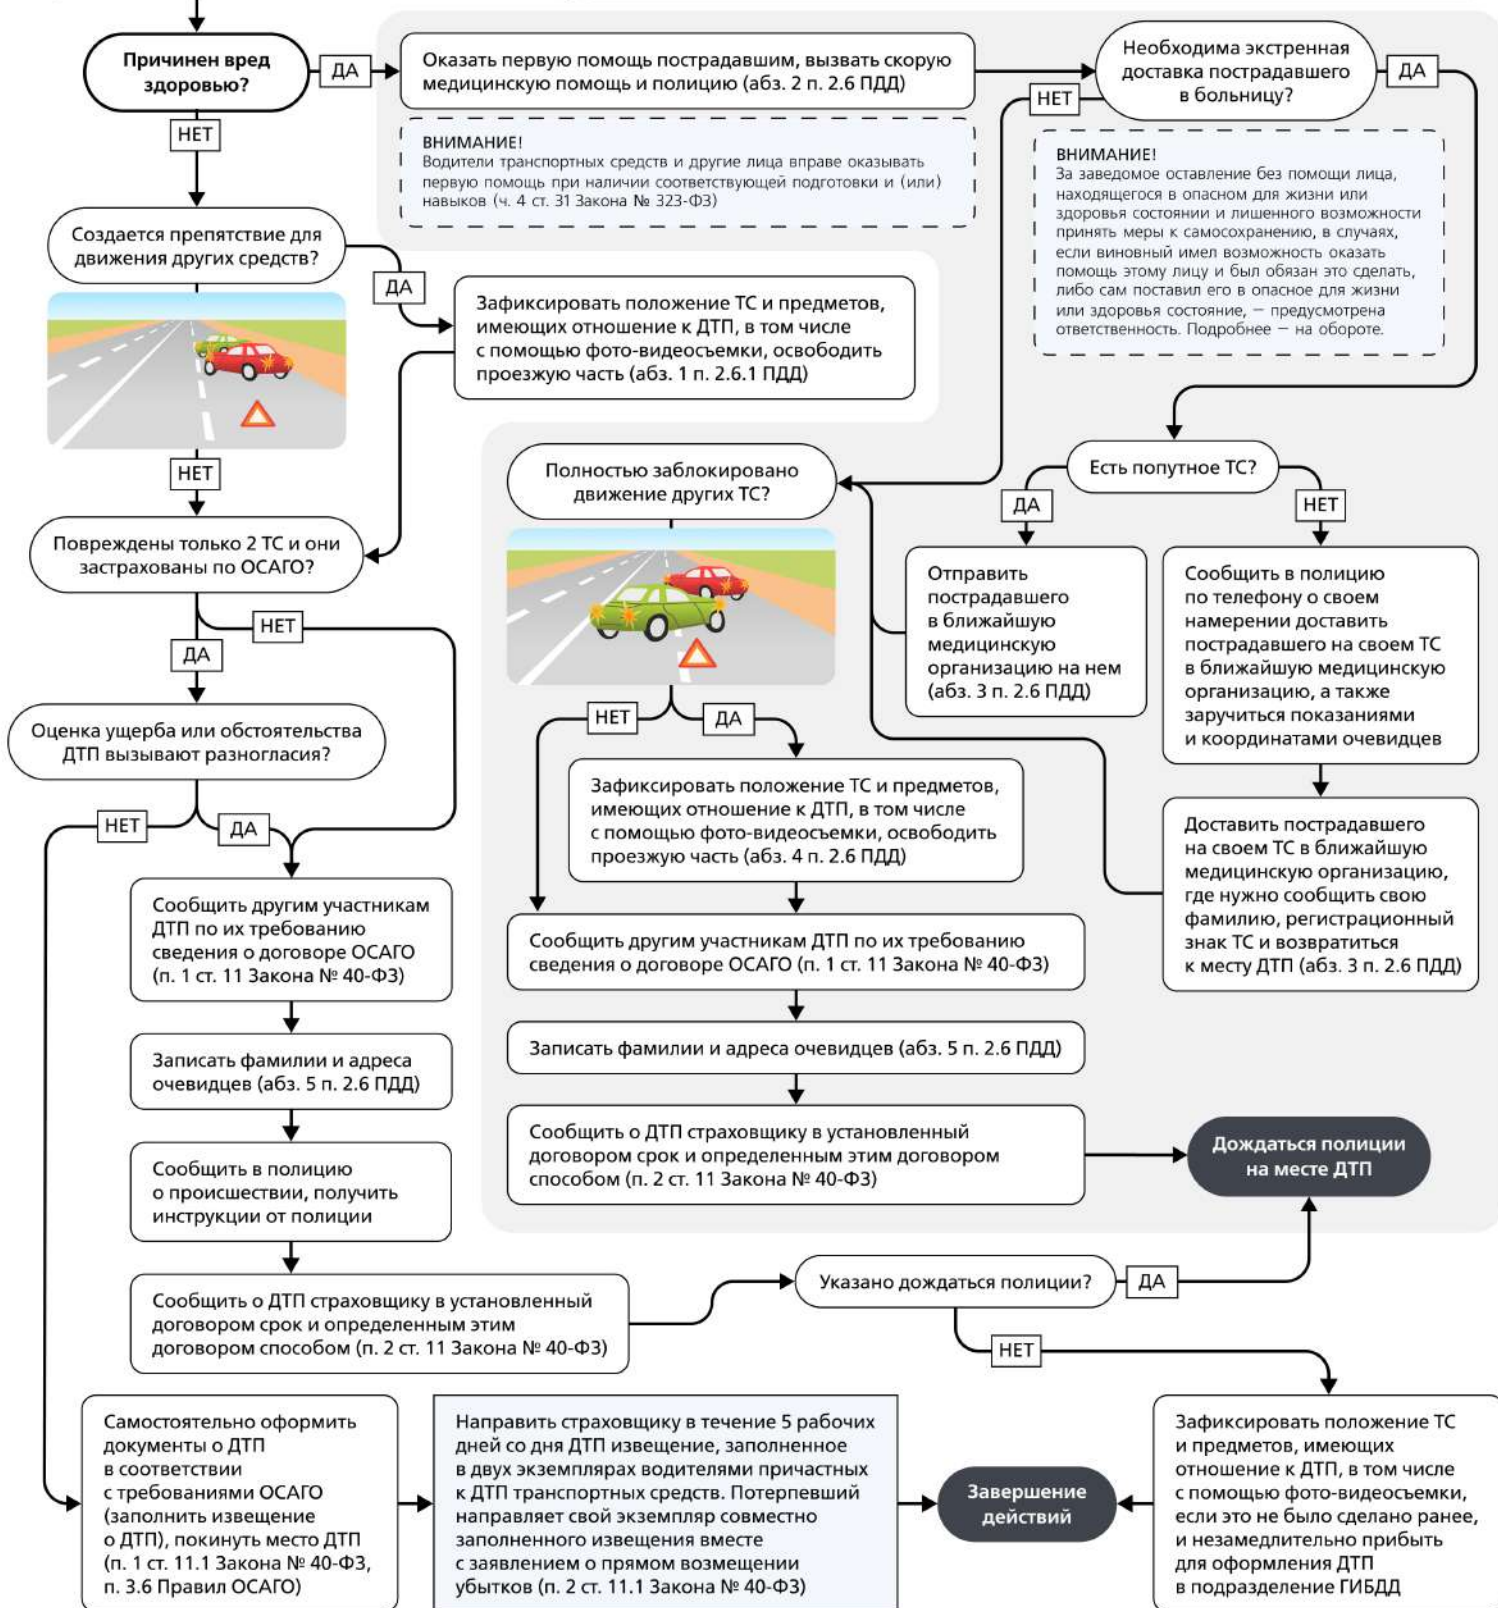 Причинен вред
здоровью?
ДА
Оказать первую помощь пострадавшим, вызвать скорую
медицинскую помощь и полицию (абз. 2 п. 2.6 ПДД)
Необходима экстренная
доставка пострадавшего
в больницу?
ДА
НЕТ
НЕТ
ВНИМАНИЕ!
Водители транспортных средств и другие лица вправе оказывать
первую помощь при наличии соответствующей подготовки и (или)
навыков (ч. 4 ст. 31 Закона № 323-ФЗ)
ВНИМАНИЕ!
За заведомое оставление без помощи лица,
находящегося в опасном для жизни или
здоровья состоянии и лишенного возможности
принять меры к самосохранению, в случаях,
если виновный имел возможность оказать
помощь этому лицу и был обязан это сделать,
либо сам поставил его в опасное для жизни
или здоровья состояние, – предусмотрена
ответственность. Подробнее – на обороте.
Создается препятствие для
движения других средств?
ДА
Зафиксировать положение ТС и предметов,
имеющих отношение к ДТП, в том числе
с помощью фото-видеосъемки, освободить
проезжую часть (абз. 1 п. 2.6.1 ПДД)
НЕТ
Полностью заблокировано
движение других ТС?
Есть попутное ТС?
ДА
НЕТ
Повреждены только 2 ТС и они
застрахованы по ОСАГО?
Отправить
пострадавшего
в ближайшую
медицинскую
организацию на нем
(абз. 3 п. 2.6 ПДД)
Сообщить в полицию
по телефону о своем
намерении доставить
пострадавшего на своем ТС
в ближайшую медицинскую
организацию, а также
заручиться показаниями
и координатами очевидцев
НЕТ
ДА
НЕТ
ДА
Оценка ущерба или обстоятельства
ДТП вызывают разногласия?
Зафиксировать положение ТС и предметов,
имеющих отношение к ДТП, в том числе
с помощью фото-видеосъемки, освободить
проезжую часть (абз. 4 п. 2.6 ПДД)
НЕТ
ДА
Доставить пострадавшего
на своем ТС в ближайшую
медицинскую организацию,
где нужно сообщить свою
фамилию, регистрационный
знак ТС и возвратиться
к месту ДТП (абз. 3 п. 2.6 ПДД)
Сообщить другим участникам
ДТП по их требованию
сведения о договоре ОСАГО
(п. 1 ст. 11 Закона № 40-ФЗ)
Сообщить другим участникам ДТП по их требованию
сведения о договоре ОСАГО (п. 1 ст. 11 Закона № 40-ФЗ)
Записать фамилии и адреса
очевидцев (абз. 5 п. 2.6 ПДД)
Записать фамилии и адреса очевидцев (абз. 5 п. 2.6 ПДД)
Сообщить о ДТП страховщику в установленный
договором срок и определенным этим договором
способом (п. 2 ст. 11 Закона № 40-ФЗ)
Дождаться полиции
на месте ДТП
Сообщить в полицию
о происшествии, получить
инструкции от полиции
Указано дождаться полиции?
ДА
Сообщить о ДТП страховщику в установленный
договором срок и определенным этим
договором способом (п. 2 ст. 11 Закона № 40-ФЗ)
НЕТ
Самостоятельно оформить
документы о ДТП
в соответствии
с требованиями ОСАГО
(заполнить извещение
о ДТП), покинуть место ДТП
(п. 1 ст. 11.1 Закона № 40-ФЗ,
п. 3.6 Правил ОСАГО)
Направить страховщику в течение 5 рабочих
дней со дня ДТП извещение, заполненное
в двух экземплярах водителями причастных
к ДТП транспортных средств. Потерпевший
направляет свой экземпляр совместно
заполненного извещения вместе
с заявлением о прямом возмещении
убытков (п. 2 ст. 11.1 Закона № 40-ФЗ)
Завершение
действий
Зафиксировать положение ТС
и предметов, имеющих
отношение к ДТП, в том числе
с помощью фото-видеосъемки,
если это не было сделано ранее,
и незамедлительно прибыть
для оформления ДТП
в подразделение ГИБДД